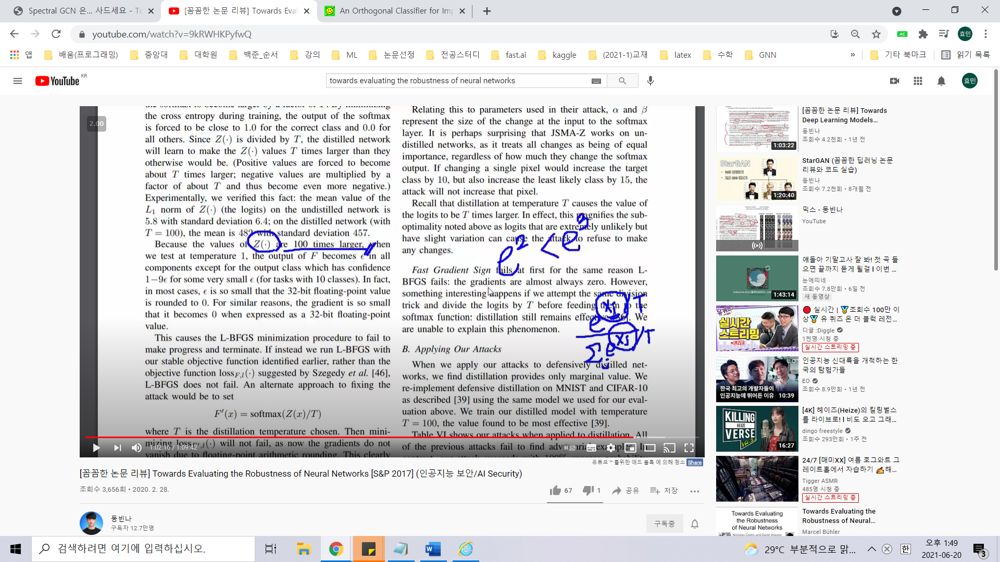 Spectral GCN 은... 사드세요 - To
[꼼꼼한 논문 리뷰] Towards Eval
An Orthogonal Classifier for Imp
youtube.com/watch?v=9kRWHKPyfwQ
AC
효민
앱
배움(프로그래밍)
중앙대
대학원
백준_순서
강의
ML
논문선정
전공스터디
fast.ai
kaggle
(2021-1)교재
latex
수학
GNN
»
기타 북마크
읽기 목록
YouTube KR
towards evaluating the robustness of neural networks
효민
2.00
the cross entropy during training, the output of the softmax
is forced to be close to 1.0 for the correct class and 0.0 for
all others. Since Z(·) is divided by T, the distilled network
will learn to make the Z(·) values T times larger than they
otherwise would be. (Positive values are forced to become
about T times larger; negative values are multiplied by a
factor of about T and thus become even more negative.)
Experimentally, we verified this fact: the mean value of the
L1 norm of Z(·) (the logits) on the undistilled network is
5.8 with standard deviation 6.4; on the distilled network (with
T = 100), the mean is 482 with standard deviation 457.
Because the values of Z(·) are 100 times larger, when
we test at temperature 1, the output of F becomes ϵ in all
components except for the output class which has confidence
1−9ϵ for some very small ϵ (for tasks with 10 classes). In fact,
in most cases, ϵ is so small that the 32-bit floating-point value
is rounded to 0. For similar reasons, the gradient is so small
that it becomes 0 when expressed as a 32-bit floating-point
value.
This causes the L-BFGS minimization procedure to fail to
make progress and terminate. If instead we run L-BFGS with
our stable objective function identified earlier, rather than the
objective function lossF,l(·) suggested by Szegedy et al. [46],
L-BFGS does not fail. An alternate approach to fixing the
attack would be to set
F′(x) = softmax(Z(x)/T)
where T is the distillation temperature chosen. Then mini-
mizing lossF′,l(·) will not fail, as now the gradients do not
vanish due to floating-point arithmetic rounding. This clearly
Relating this to parameters used in their attack, α and β
represent the size of the change at the input to the softmax
layer. It is perhaps surprising that JSMA-Z works on un-
distilled networks, as it treats all changes as being of equal
importance, regardless of how much they change the softmax
output. If changing a single pixel would increase the target
class by 10, but also increase the least likely class by 15, the
attack will not increase that pixel.
Recall that distillation at temperature T causes the value of
the logits to be T times larger. In effect, this magnifies the sub-
optimality noted above as logits that are extremely unlikely but
have slight variation can cause the attack to refuse to make
any changes.
e² < e³
Fast Gradient Sign fails at first for the same reason L-
BFGS fails: the gradients are almost always zero. However,
something interesting happens if we attempt the same division
trick and divide the logits by T before feeding them to the
softmax function: distillation still remains effective [36]. We
are unable to explain this phenomenon.
B. Applying Our Attacks
When we apply our attacks to defensively distilled net-
works, we find distillation provides only marginal value. We
re-implement defensive distillation on MNIST and CIFAR-10
as described [39] using the same model we used for our eval-
uation above. We train our distilled model with temperature
T = 100, the value found to be most effective [39].
Table VI shows our attacks when applied to distillation. All
of the previous attacks fail to find adversarial examples. In
1:02:16 / 1:09:42
유튜브™를위한 애드 블록 에 의해 청소 Share
[꼼꼼한 논문 리뷰] Towards Evaluating the Robustness of Neural Networks [S&P 2017] (인공지능 보안/AI Security)
조회수 3,656회 • 2020. 2. 28.
67
1
공유
저장
동빈나
구독자 12.7만명
구독중
[꼼꼼한 논문 리뷰] Towards
Deep Learning Models...
동빈나
조회수 4.2천회 • 1년 전
1:03:22
StarGAN
StarGAN (꼼꼼한 딥러닝 논문
리뷰와 코드 실습)
동빈나
조회수 7.2천회 • 8개월 전
1:20:40
믹스 - 동빈나
YouTube
얘들아 기말고사 잘 봐! 첫 곡 들
으면 끝까지 듣게 될걸 l 이번 ...
눈에띠네
조회수 7.8만회 • 6일 전
새 동영상
1:43:14
유퀴즈
실시간
스트리밍
LIVE
🔴 실시간 | 🏅조회수 100만 이
상🏅 유 퀴즈 온 더 블럭 레전...
디글 :Diggle
1천명 시청 중
실시간 스트리밍 중
한국 최고의 개발자들이
인공지능에 뛰어든 이유
EO
10:39
인공지능 신대륙을 개척하는 한
국의 탐험가들
EO
조회수 8.9만회 • 1년 전
KILLING
HEIZE
VERSE
16:27
[4K] 헤이즈(Heize)의 킬링벌스
를 라이브로! l 비도 오고 그래...
dingo freestyle
조회수 293만회 • 1주 전
24/7 [매미XX] 여름 호그와트 그
레이트홀에서 자습하기 ✍해...
Tigger ASMR
485명 시청 중
실시간 스트리밍 중
Towards Evaluating
the Robustness
of Neural Networks
Towards Evaluating the
Robustness of Neural...
Marcel Bühler
검색하려면 여기에 입력하십시오.
29°C 부분적으로 맑...
한
오후 1:49
2021-06-20
3